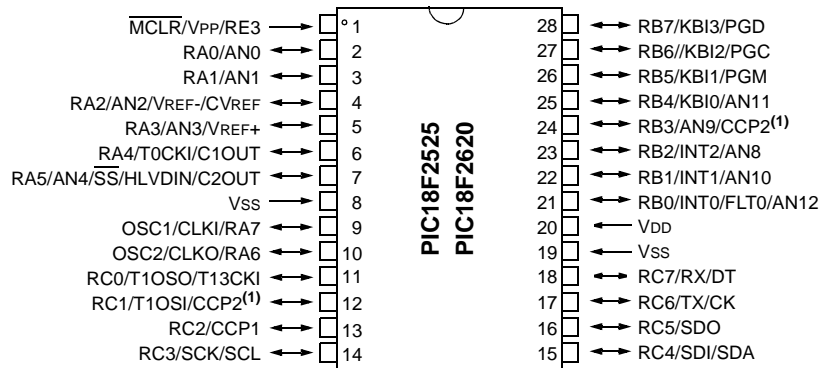 MCLR/VPP/RE3
RA0/AN0
RA1/AN1
RA2/AN2/VREF-/CVREF
RA3/AN3/VREF+
RA4/T0CKI/C1OUT
RA5/AN4/SS/HLVDIN/C2OUT
VSS
OSC1/CLKI/RA7
OSC2/CLKO/RA6
RC0/T1OSO/T13CKI
RC1/T1OSI/CCP2(1)
RC2/CCP1
RC3/SCK/SCL
1
2
3
4
5
6
7
8
9
10
11
12
13
14
PIC18F2525
PIC18F2620
28
27
26
25
24
23
22
21
20
19
18
17
16
15
RB7/KBI3/PGD
RB6//KBI2/PGC
RB5/KBI1/PGM
RB4/KBI0/AN11
RB3/AN9/CCP2(1)
RB2/INT2/AN8
RB1/INT1/AN10
RB0/INT0/FLT0/AN12
VDD
VSS
RC7/RX/DT
RC6/TX/CK
RC5/SDO
RC4/SDI/SDA